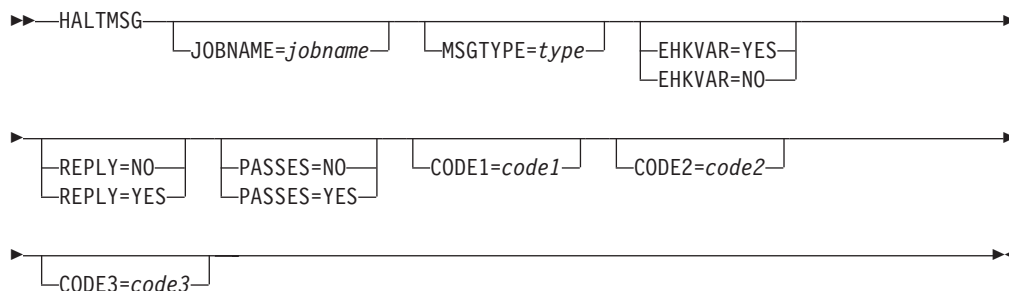 HALTMSG
JOBNAME=jobname MSGTYPE=type EHKVAR=YES
EHKVAR=NO
REPLY=NO PASSES=NO CODE1=code1 CODE2=code2
REPLY=YES PASSES=YES
CODE3=code3